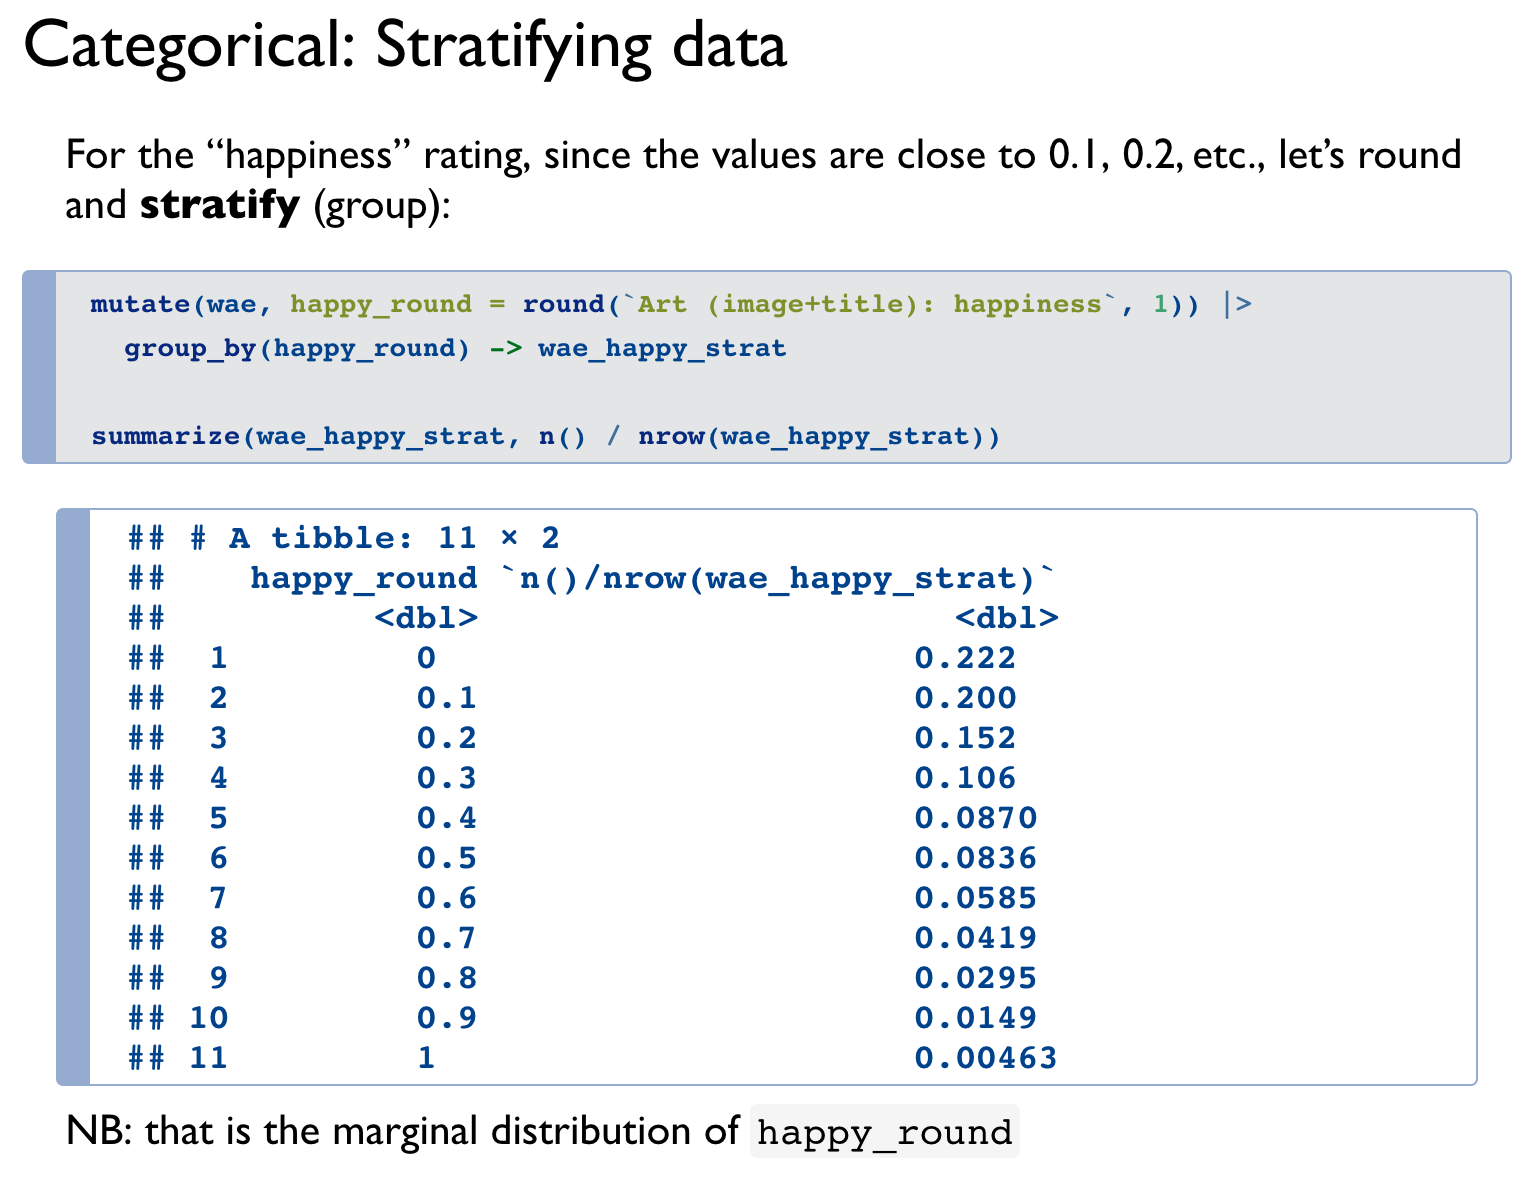 Categorical: Stratifying data
For the “happiness” rating, since the values are close to 0.1, 0.2, etc., let’s round
and stratify (group):
mutate(wae, happy_round = round(`Art (image+title): happiness`, 1)) |>
  group_by(happy_round) -> wae_happy_strat
summarize(wae_happy_strat, n() / nrow(wae_happy_strat))
## # A tibble: 11 × 2
##    happy_round `n()/nrow(wae_happy_strat)`
##          <dbl>                       <dbl>
##  1         0                       0.222
##  2         0.1                     0.200
##  3         0.2                     0.152
##  4         0.3                     0.106
##  5         0.4                     0.0870
##  6         0.5                     0.0836
##  7         0.6                     0.0585
##  8         0.7                     0.0419
##  9         0.8                     0.0295
## 10         0.9                     0.0149
## 11         1                       0.00463
NB: that is the marginal distribution of happy_round